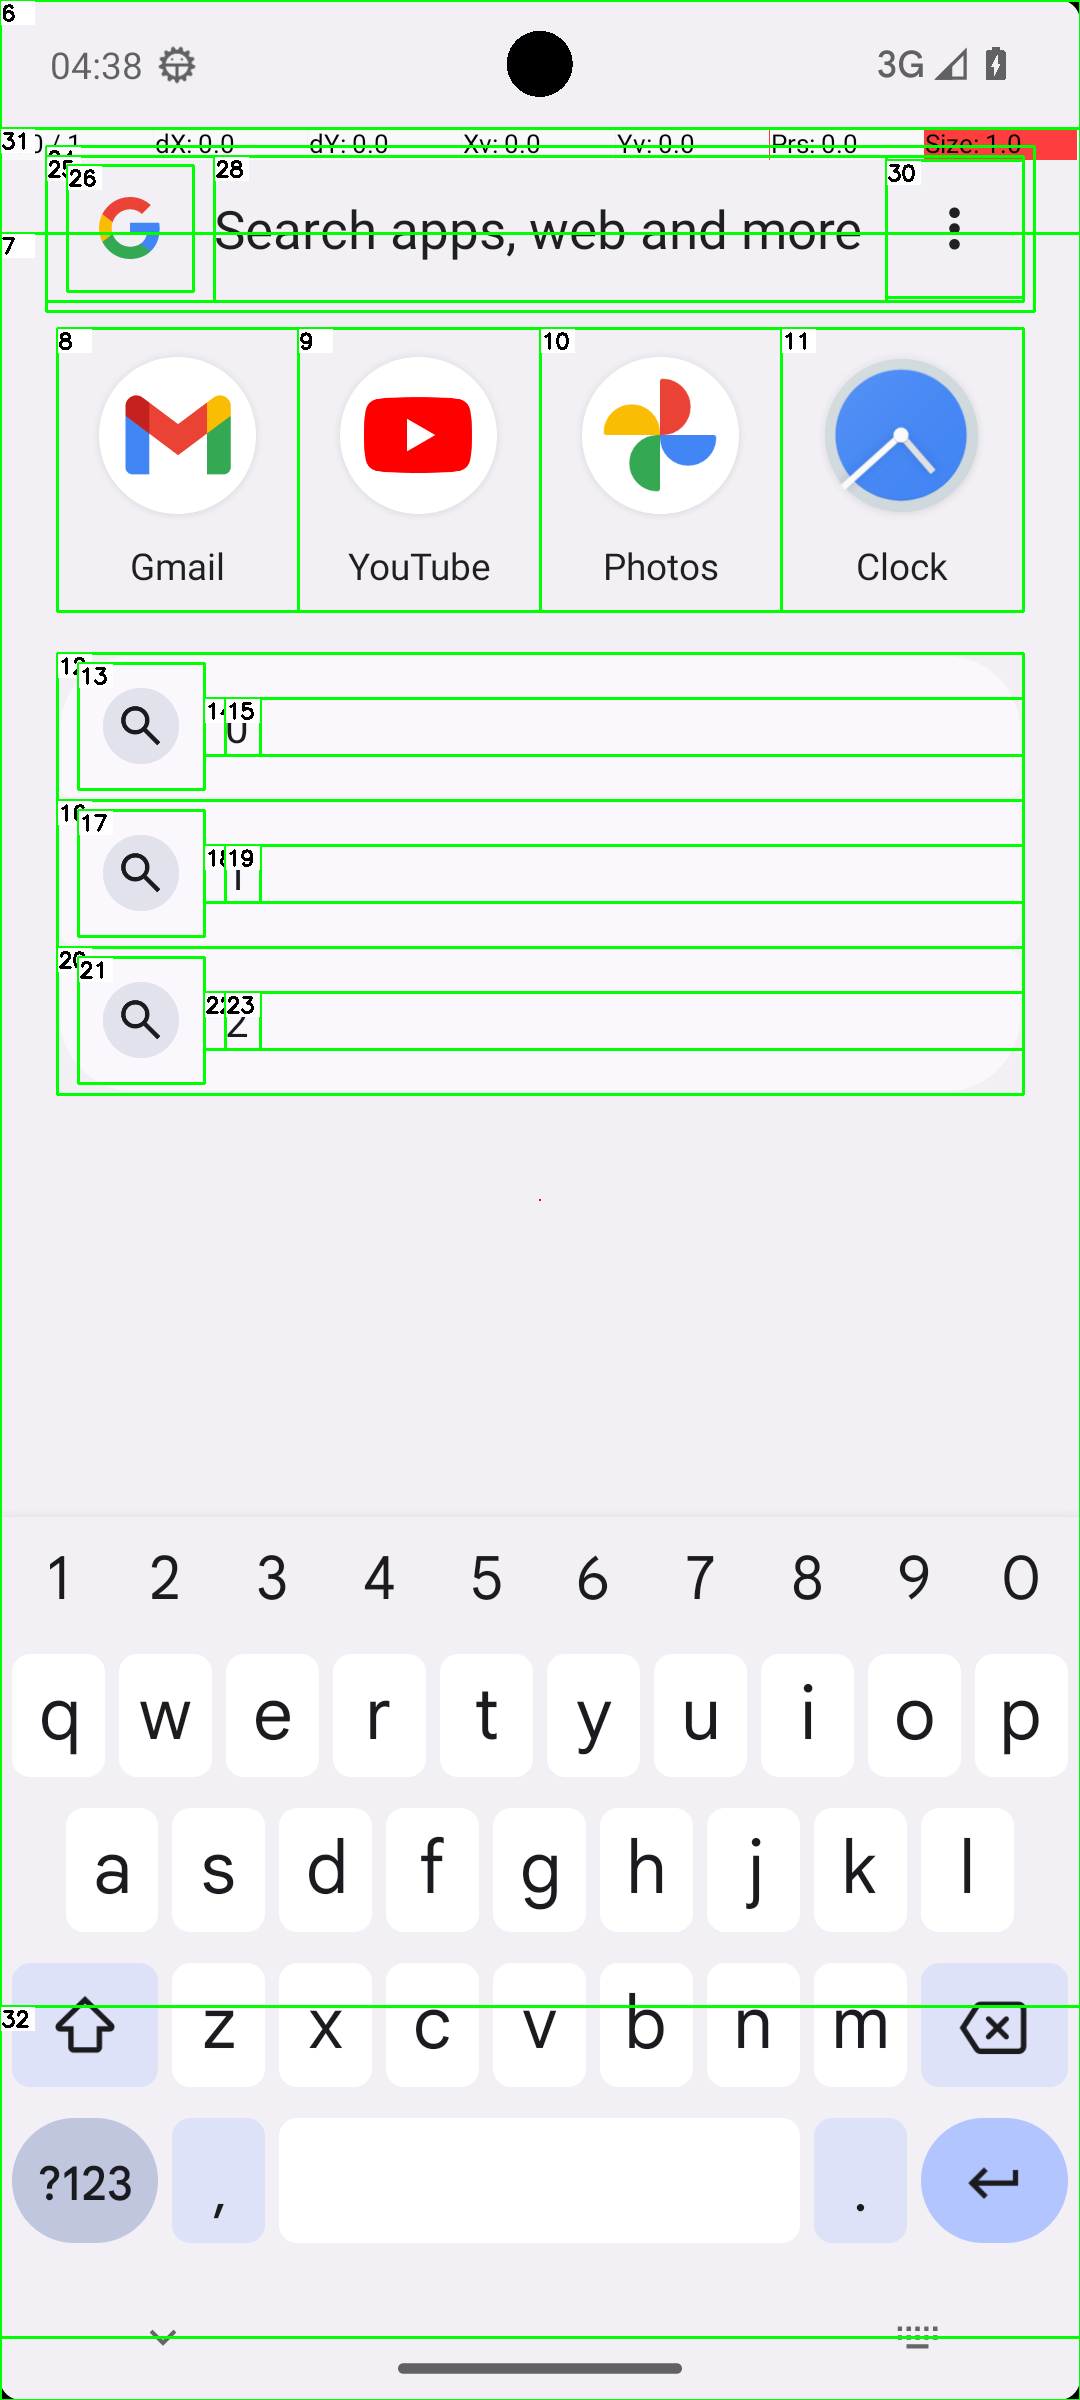 6
04:38 3G
31 0 / 1 dX: 0.0 dY: 0.0 Xv: 0.0 Yv: 0.0 Prs: 0.0 Size: 1.0
25 26 28 30
Search apps, web and more
7
8 9 10 11
Gmail YouTube Photos Clock
12 13 14 15
16 17 18 19
20 21 22 23
1 2 3 4 5 6 7 8 9 0
q w e r t y u i o p
a s d f g h j k l
32 z x c v b n m
?123 , .